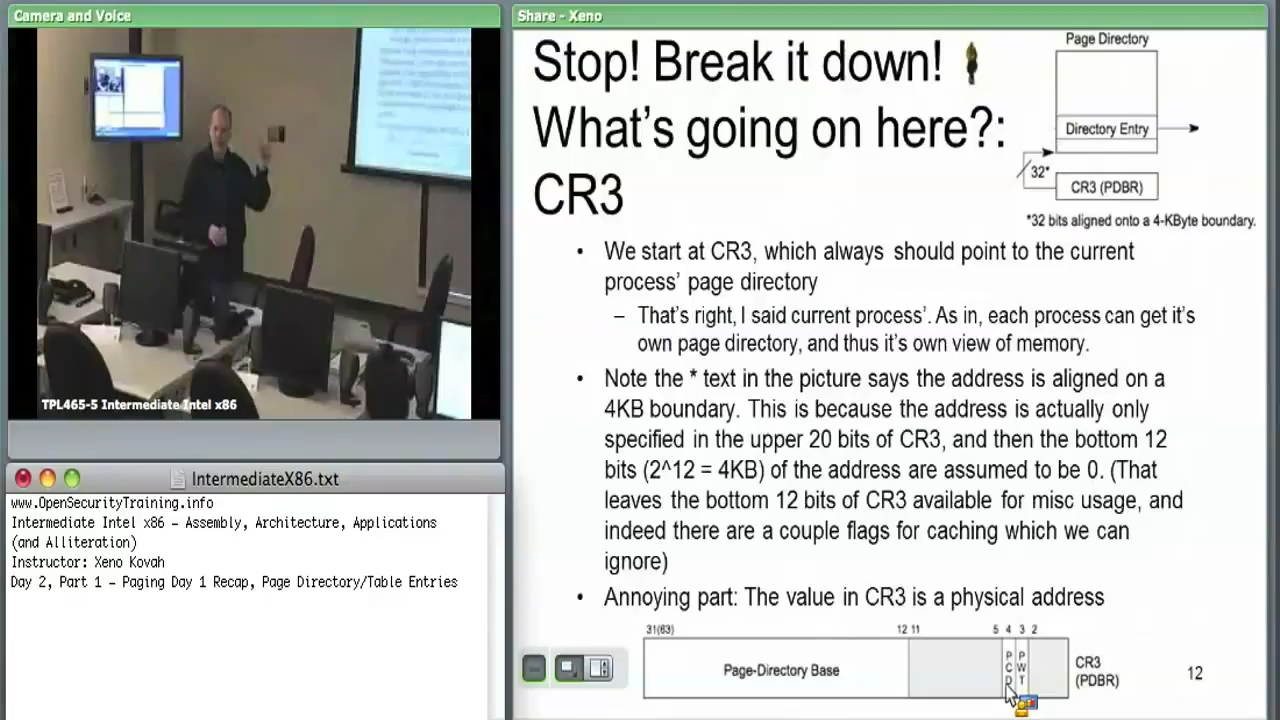 Camera and Voice
TPL465-5 Intermediate Intel x86
IntermediateX86.txt
www.OpenSecurityTraining.info
Intermediate Intel x86 – Assembly, Architecture, Applications
(and Alliteration)
Instructor: Xeno Kovah
Day 2, Part 1 – Paging Day 1 Recap, Page Directory/Table Entries
Share - Xeno
Stop! Break it down!
What's going on here?:
CR3
Page Directory
Directory Entry
32*
CR3 (PDBR)
*32 bits aligned onto a 4-KByte boundary.
• We start at CR3, which always should point to the current
process' page directory
– That's right, I said current process'. As in, each process can get it's
own page directory, and thus it's own view of memory.
• Note the * text in the picture says the address is aligned on a
4KB boundary. This is because the address is actually only
specified in the upper 20 bits of CR3, and then the bottom 12
bits (2^12 = 4KB) of the address are assumed to be 0. (That
leaves the bottom 12 bits of CR3 available for misc usage, and
indeed there are a couple flags for caching which we can
ignore)
• Annoying part: The value in CR3 is a physical address
31(63) 12 11 5 4 3 2
Page-Directory Base
PCD
PWT
CR3
(PDBR)
12